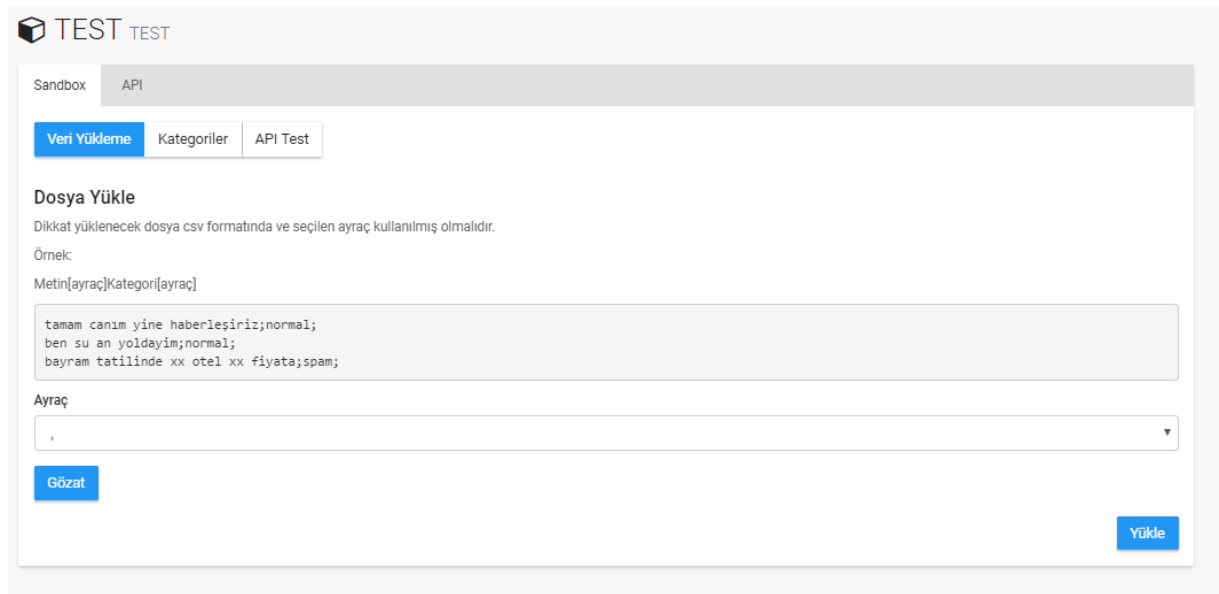 TEST TEST
Sandbox API
Veri Yükleme Kategoriler API Test
Dosya Yükle
Dikkat yüklenecek dosya csv formatında ve seçilen ayraç kullanılmış olmalıdır.
Örnek:
Metin[ayraç]Kategori[ayraç]
tamam canım yine haberleşiriz;normal;
ben su an yoldayim;normal;
bayram tatilinde xx otel xx fiyata;spam;
Ayraç
,
Gözat
Yükle